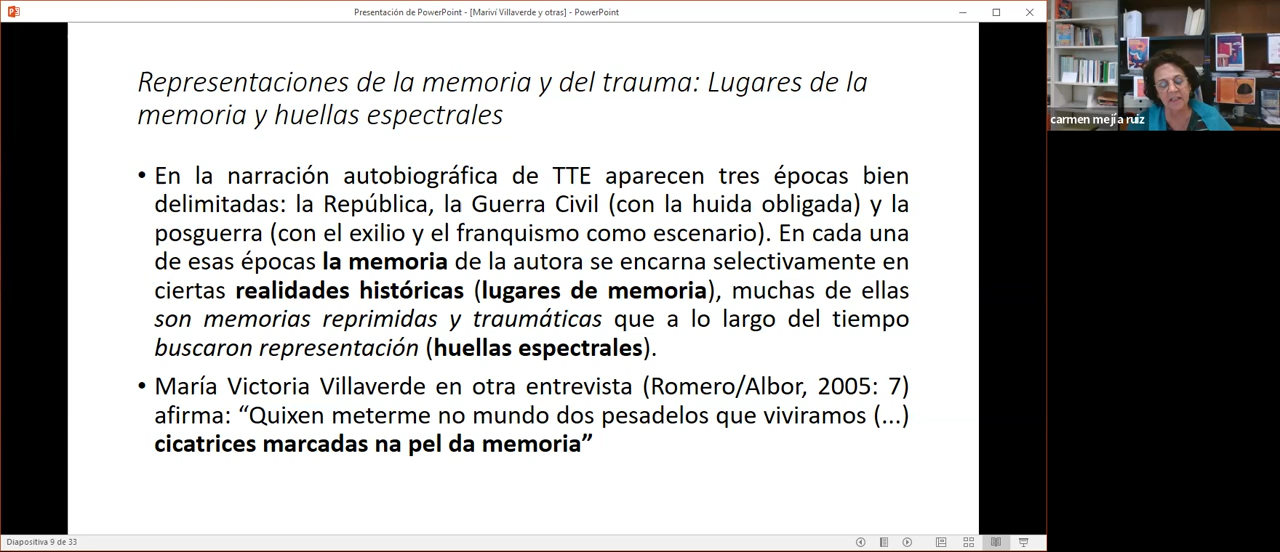 Presentación de PowerPoint - [Mariví Villaverde y otras] - PowerPoint
Representaciones de la memoria y del trauma: Lugares de la
memoria y huellas espectrales
• En la narración autobiográfica de TTE aparecen tres épocas bien
delimitadas: la República, la Guerra Civil (con la huida obligada) y la
posguerra (con el exilio y el franquismo como escenario). En cada una
de esas épocas la memoria de la autora se encarna selectivamente en
ciertas realidades históricas (lugares de memoria), muchas de ellas
son memorias reprimidas y traumáticas que a lo largo del tiempo
buscaron representación (huellas espectrales).
• María Victoria Villaverde en otra entrevista (Romero/Albor, 2005: 7)
afirma: “Quixen meterme no mundo dos pesadelos que viviramos (...)
cicatrices marcadas na pel da memoria”
carmen mejía ruiz
Diapositiva 9 de 33